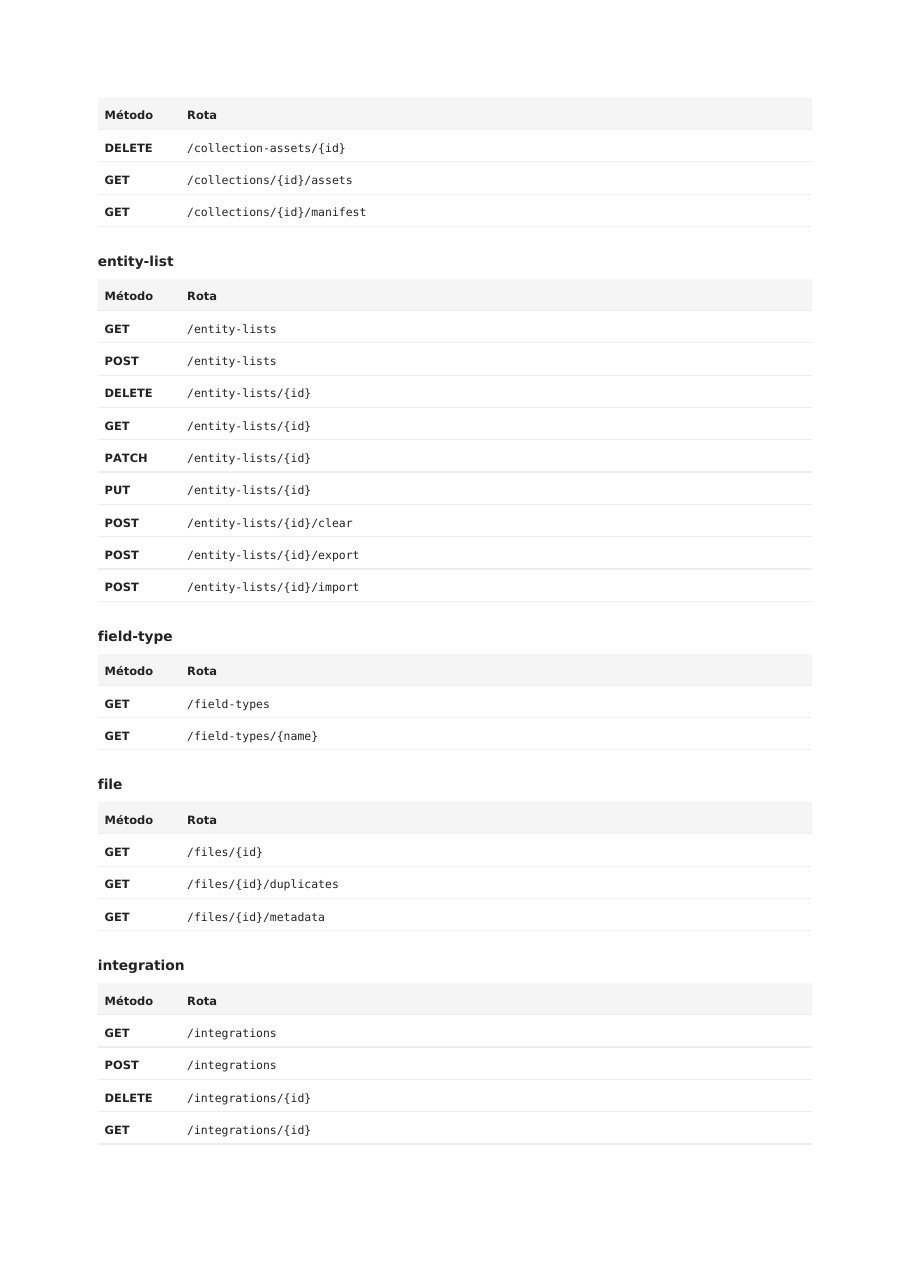 Método Rota
DELETE /collection-assets/{id}
GET /collections/{id}/assets
GET /collections/{id}/manifest
entity-list
Método Rota
GET /entity-lists
POST /entity-lists
DELETE /entity-lists/{id}
GET /entity-lists/{id}
PATCH /entity-lists/{id}
PUT /entity-lists/{id}
POST /entity-lists/{id}/clear
POST /entity-lists/{id}/export
POST /entity-lists/{id}/import
field-type
Método Rota
GET /field-types
GET /field-types/{name}
file
Método Rota
GET /files/{id}
GET /files/{id}/duplicates
GET /files/{id}/metadata
integration
Método Rota
GET /integrations
POST /integrations
DELETE /integrations/{id}
GET /integrations/{id}